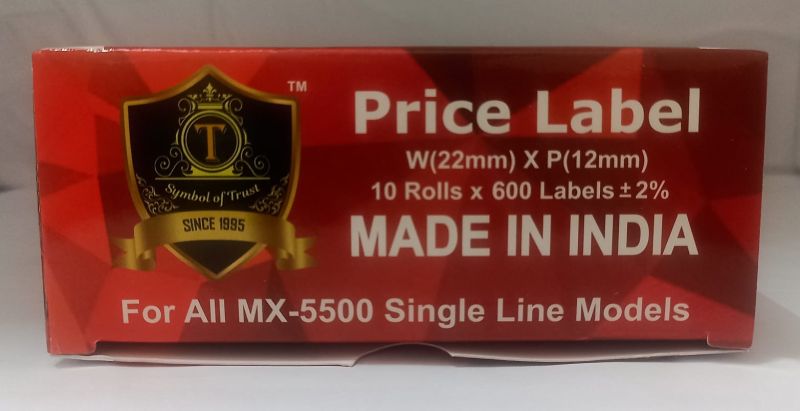 T
Symbol of Trust
SINCE 1995
TM
Price Label
W(22mm) X P(12mm)
10 Rolls x 600 Labels ± 2%
MADE IN INDIA
For All MX-5500 Single Line Models